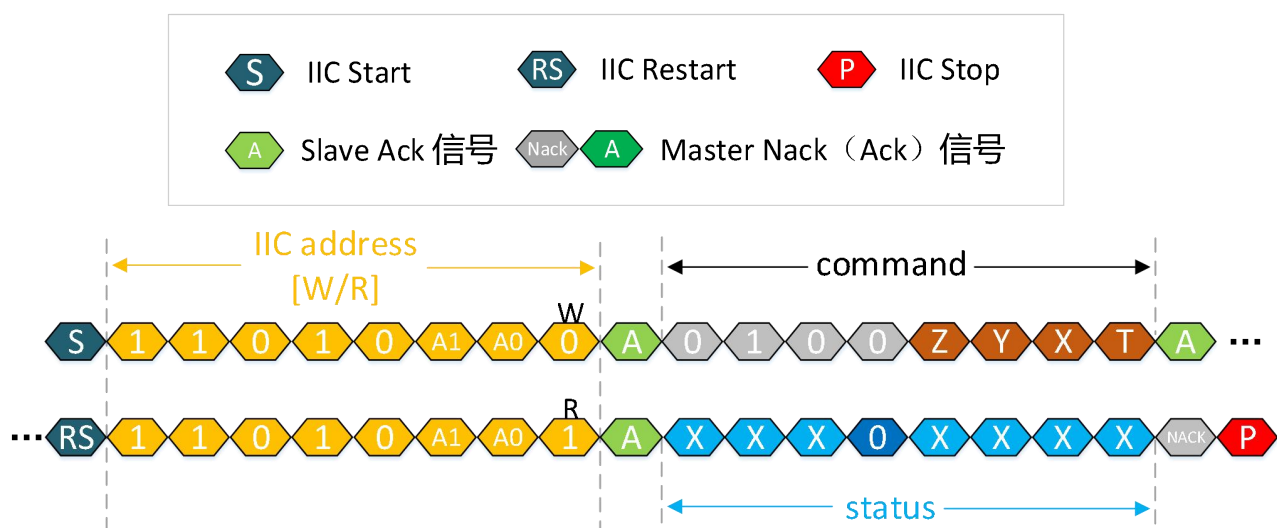 S IIC Start RS IIC Restart P IIC Stop
A Slave Ack 信号 Nack A Master Nack（Ack）信号
IIC address
[W/R]
command
W
S 1 1 0 1 0 A1 A0 0 A 0 1 0 0 Z Y X T A ...
R
... RS 1 1 0 1 0 A1 A0 1 A X X X 0 X X X X NACK P
status